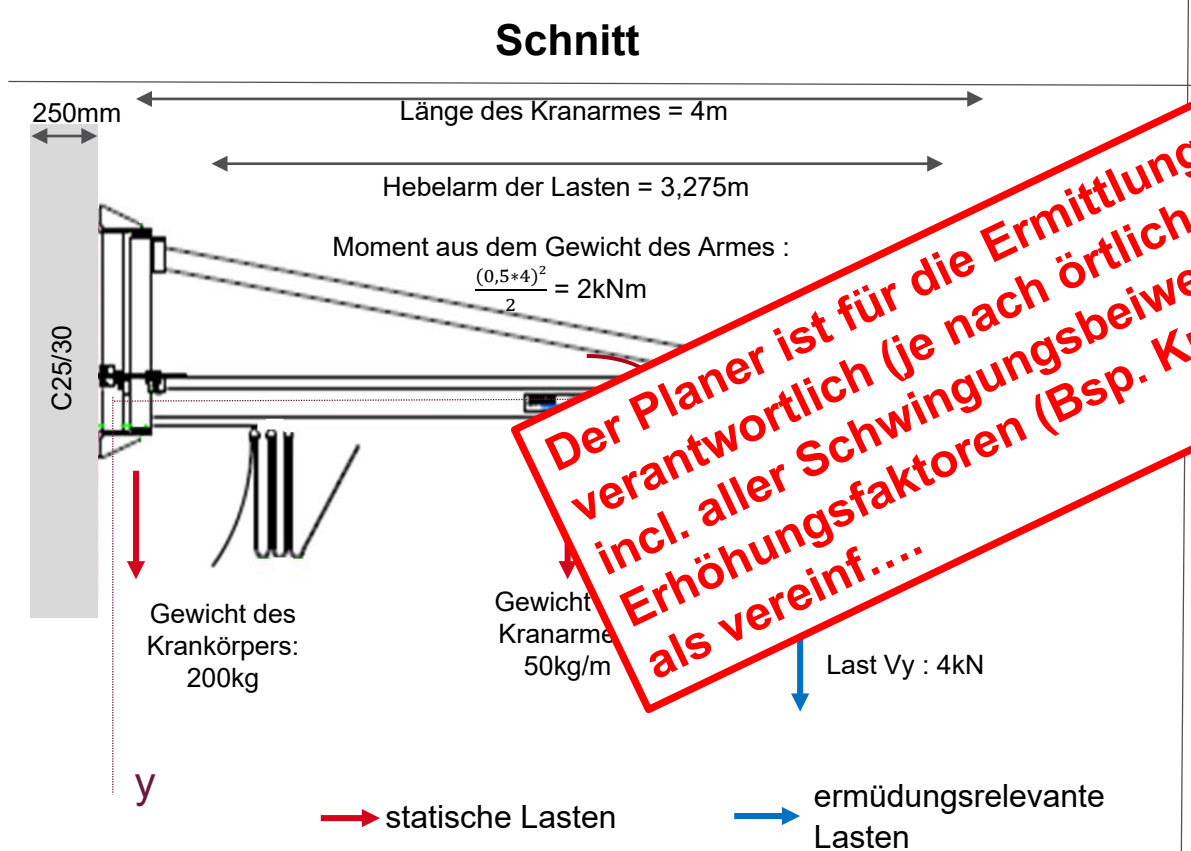 Schnitt
250mm
Länge des Kranarmes = 4m
Hebelarm der Lasten = 3,275m
Moment aus dem Gewicht des Armes :
(0,5*4)²/2 = 2kNm
C25/30
Der Planer ist für die Ermittlung
verantwortlich (je nach örtlich
incl. aller Schwingungsbeiwe
Erhöhungsfaktoren (Bsp. Kr
als vereinf....
Gewicht des
Krankörpers:
200kg
Gewicht
Kranarme
50kg/m
Last Vy : 4kN
y
statische Lasten
ermüdungsrelevante
Lasten